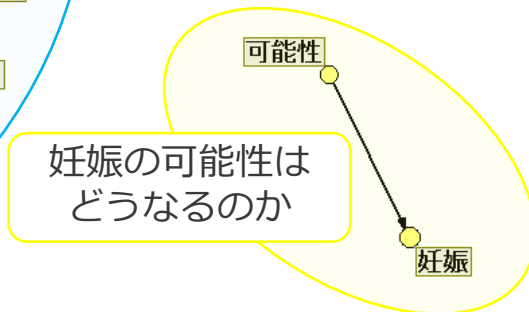 可能性
妊娠の可能性は
どうなるのか
妊娠